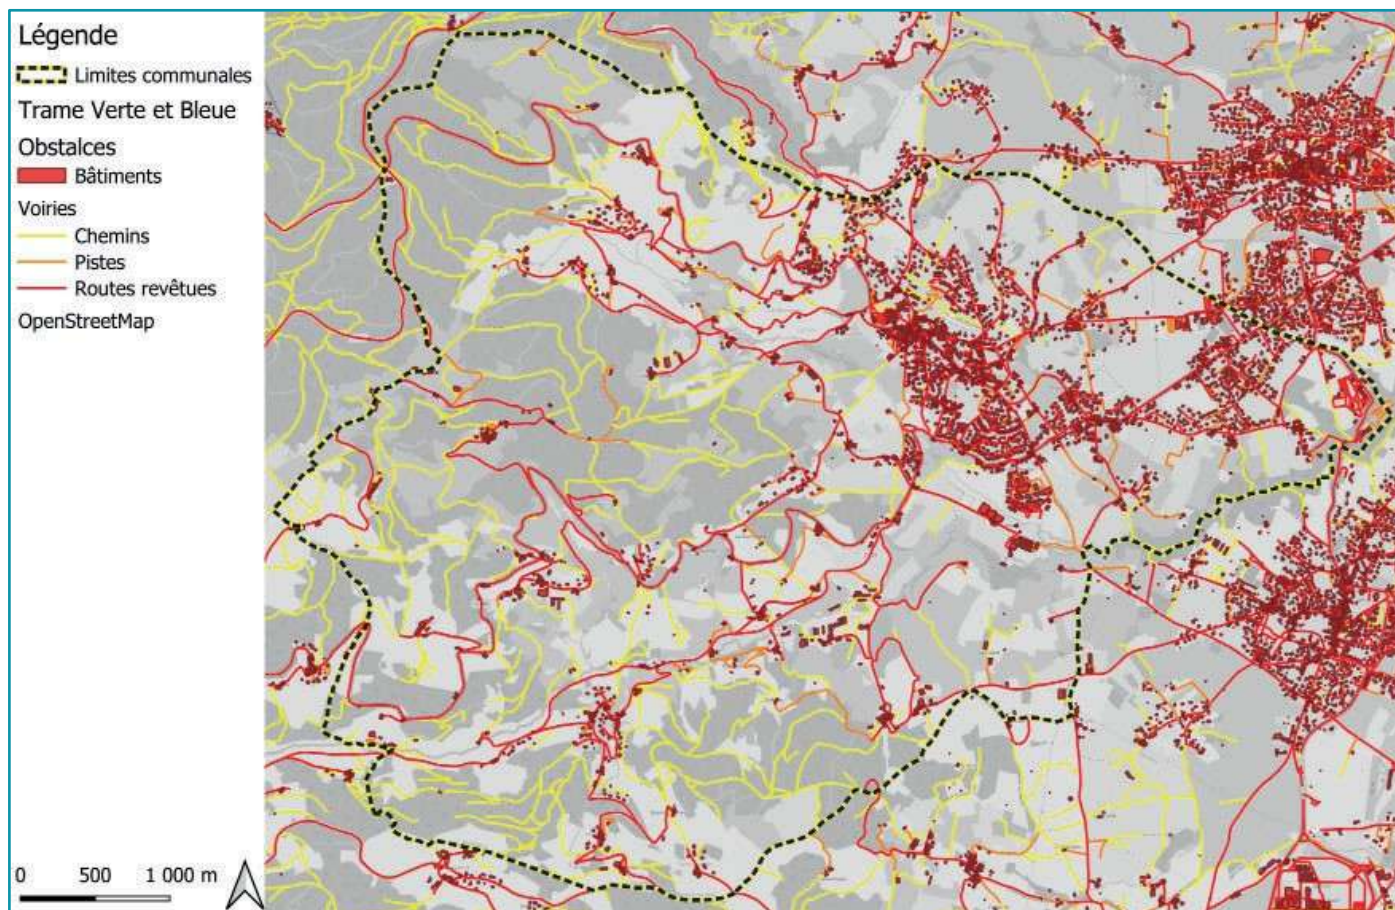 Légende
Limites communales
Trame Verte et Bleue
Obstalces
Bâtiments
Voiries
Chemins
Pistes
Routes revêtues
OpenStreetMap
0 500 1 000 m